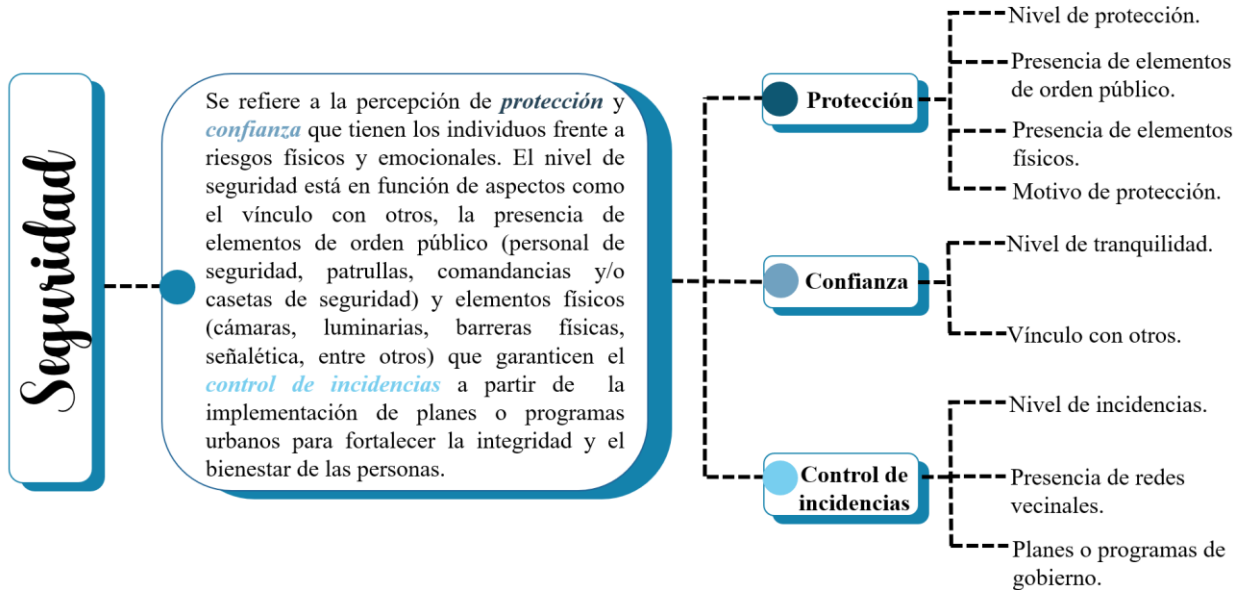 Seguridad
Se refiere a la percepción de protección y
confianza que tienen los individuos frente a
riesgos físicos y emocionales. El nivel de
seguridad está en función de aspectos como
el vínculo con otros, la presencia de
elementos de orden público (personal de
seguridad, patrullas, comandancias y/o
casetas de seguridad) y elementos físicos
(cámaras, luminarias, barreras físicas,
señalética, entre otros) que garanticen el
control de incidencias a partir de la
implementación de planes o programas
urbanos para fortalecer la integridad y el
bienestar de las personas.
Protección
Nivel de protección.
Presencia de elementos
de orden público.
Presencia de elementos
físicos.
Motivo de protección.
Confianza
Nivel de tranquilidad.
Vínculo con otros.
Control de
incidencias
Nivel de incidencias.
Presencia de redes
vecinales.
Planes o programas de
gobierno.